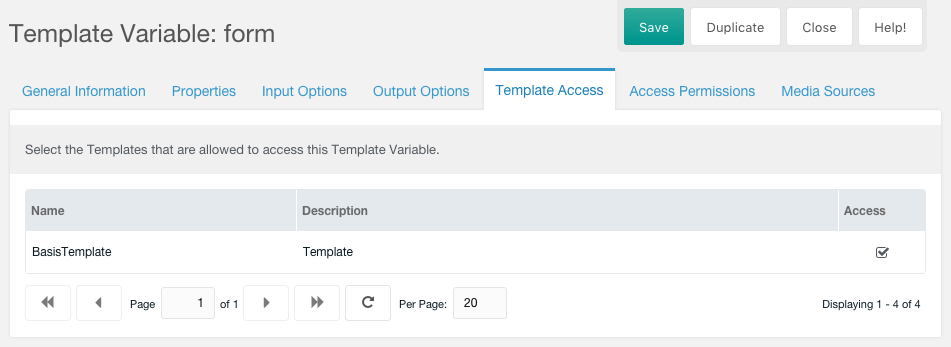 Template Variable: form
Save Duplicate Close Help!
General Information Properties Input Options Output Options Template Access Access Permissions Media Sources
Select the Templates that are allowed to access this Template Variable.
Name Description Access
BasisTemplate Template
Page 1 of 1 Per Page: 20 Displaying 1 - 4 of 4